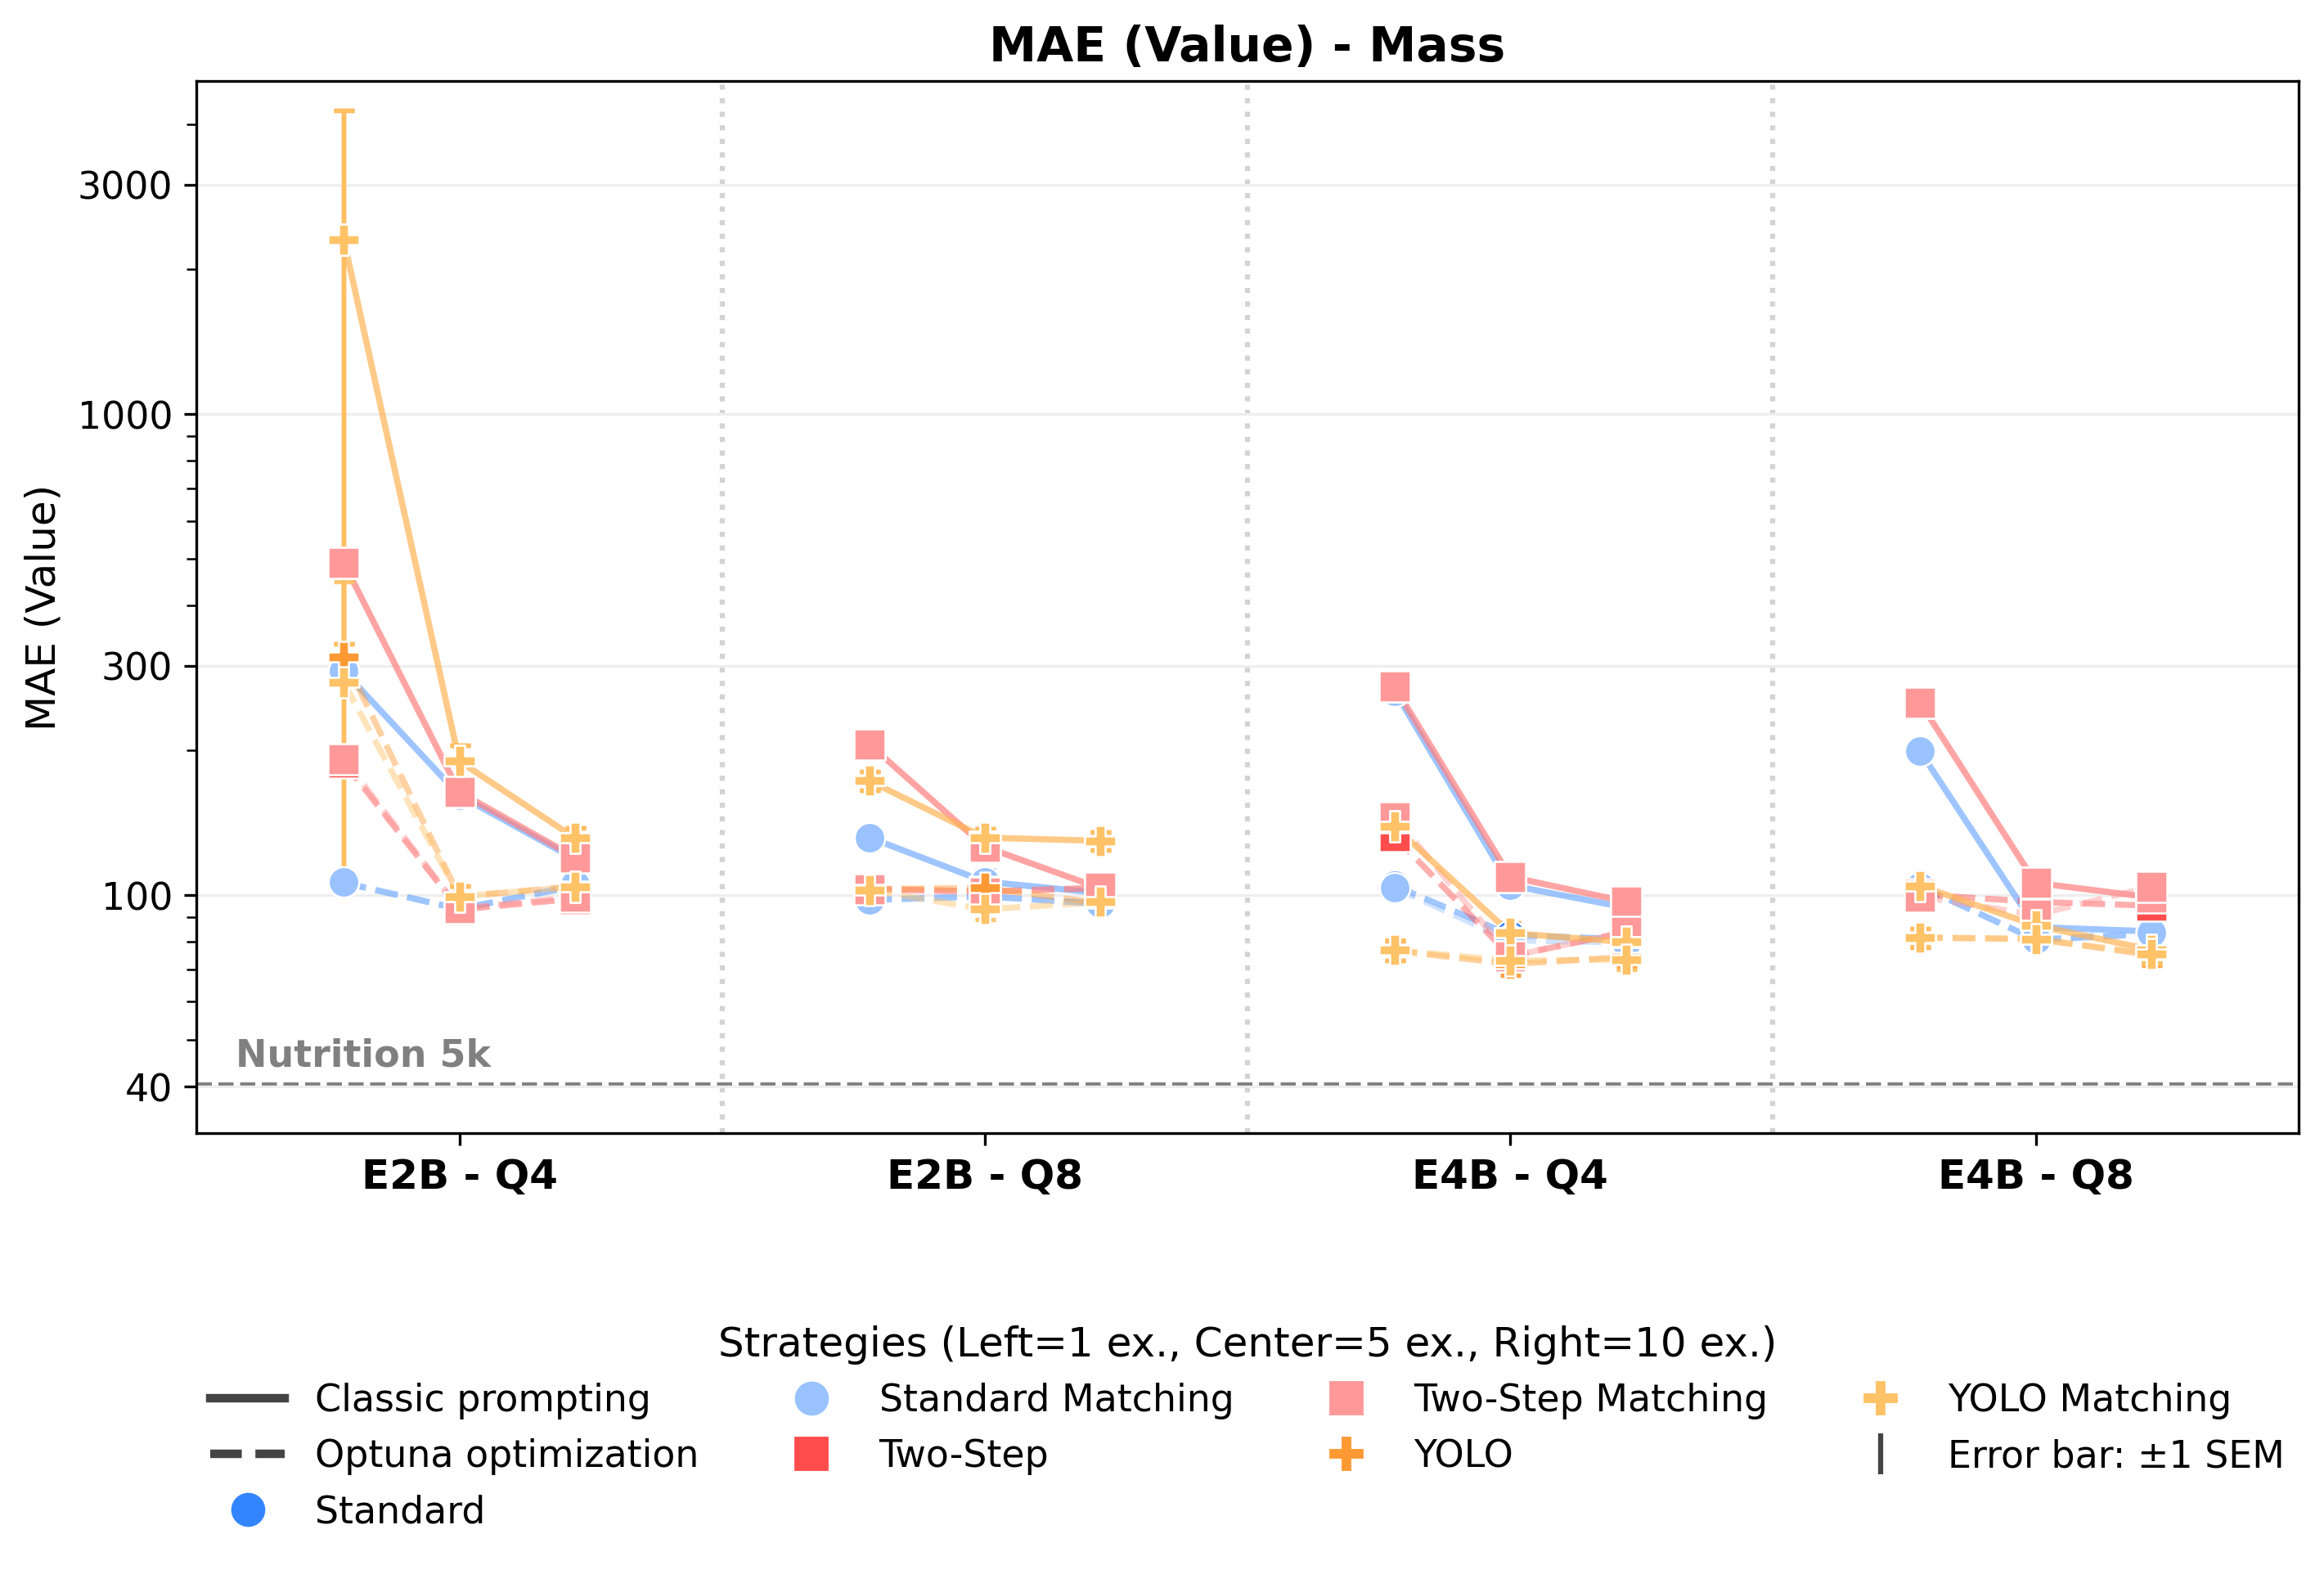 MAE (Value) - Mass
MAE (Value)
3000
1000
300
100
40
Nutrition 5k
E2B - Q4
E2B - Q8
E4B - Q4
E4B - Q8
Strategies (Left=1 ex., Center=5 ex., Right=10 ex.)
Classic prompting
Optuna optimization
Standard
Standard Matching
Two-Step
Two-Step Matching
YOLO
YOLO Matching
Error bar: ±1 SEM